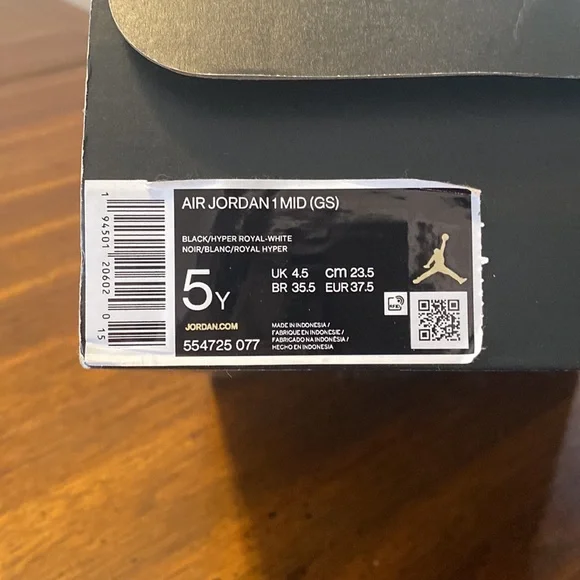 AIR JORDAN 1 MID (GS)
BLACK/HYPER ROYAL-WHITE
NOIR/BLANC/ROYAL HYPER
5Y
UK 4.5 cm 23.5
BR 35.5 EUR 37.5
RFID
JORDAN.COM
554725 077
MADE IN INDONESIA/
FABRIQUE EN INDONESIE/
FABRICADO NA INDONÉSIA/
HECHO EN INDONESIA
1 94501 20602 0 15